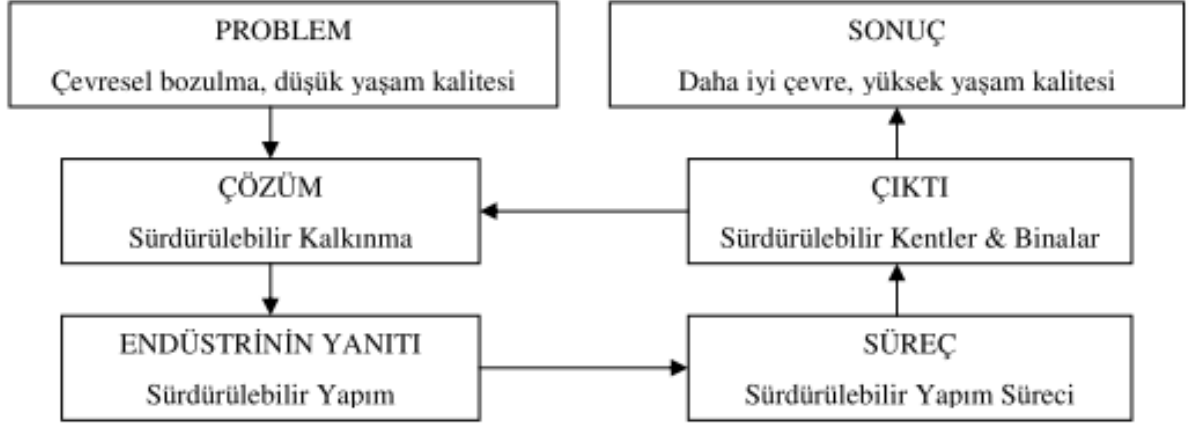 PROBLEM
Çevresel bozulma, düşük yaşam kalitesi
SONUÇ
Daha iyi çevre, yüksek yaşam kalitesi
ÇÖZÜM
Sürdürülebilir Kalkınma
ÇIKTI
Sürdürülebilir Kentler & Binalar
ENDÜSTRİNİN YANITI
Sürdürülebilir Yapım
SÜREÇ
Sürdürülebilir Yapım Süreci